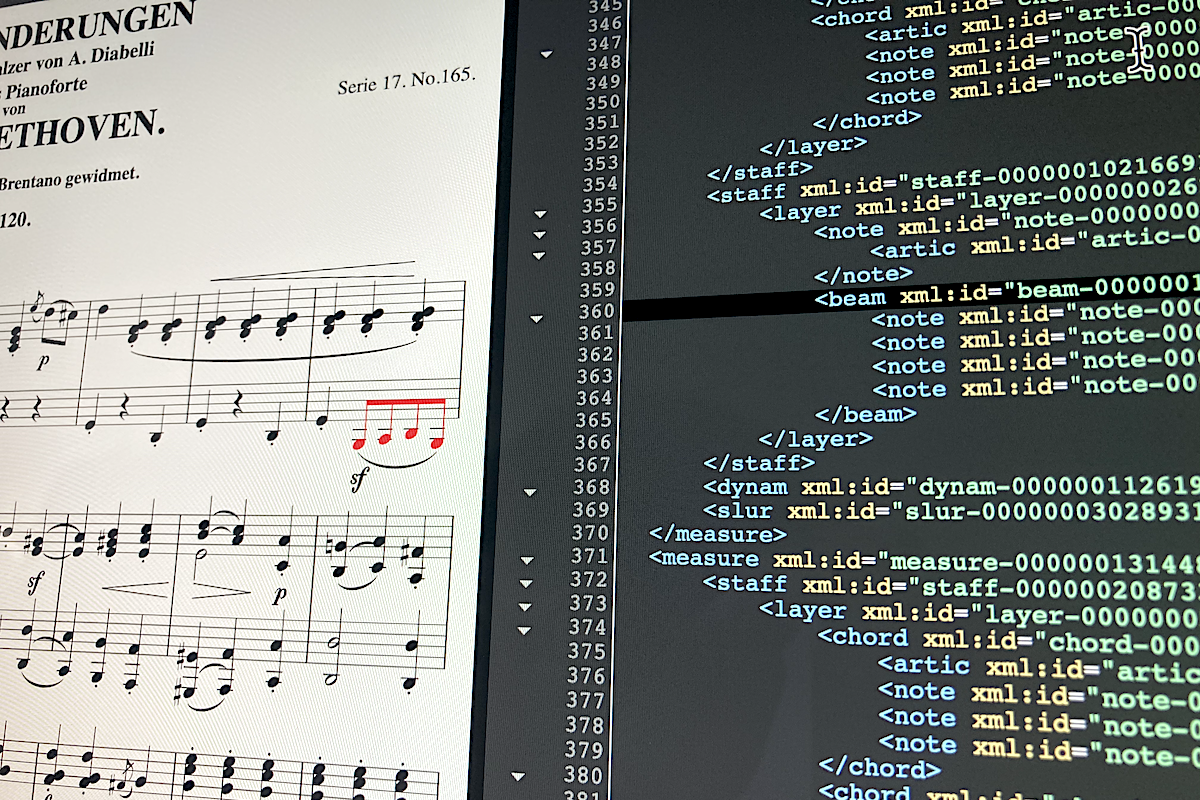 NDERUNGEN
alzer von A. Diabelli
Pianoforte
von
ETHOVEN.
Serie 17. No.165.
Brentano gewidmet.
120.
p
sf
sf
p
345
346
347 <chord xml:id=
348 <artic xml:id="artic-00
349 <note xml:id="note-0000
350 <note xml:id="note-0000
351 <note xml:id="note-0000
352 </chord>
353 </layer>
354 </staff>
355 <staff xml:id="staff-0000001021669
356 <layer xml:id="layer-000000026
357 <note xml:id="note-0000000
358 <artic xml:id="artic-0
359 </note>
360 <beam xml:id="beam-0000001
361 <note xml:id="note-000
362 <note xml:id="note-000
363 <note xml:id="note-000
364 <note xml:id="note-00
365 </beam>
366 </layer>
367 </staff>
368 <dynam xml:id="dynam-000000112619
369 <slur xml:id="slur-00000003028931
370 </measure>
371 <measure xml:id="measure-000000131448
372 <staff xml:id="staff-00000020873
373 <layer xml:id="layer-0000000
374 <chord xml:id="chord-000
375 <artic xml:id="artic
376 <note xml:id="note-0
377 <note xml:id="note-0
378 <note xml:id="note-0
379 </chord>
380 <chord xml:id=
381